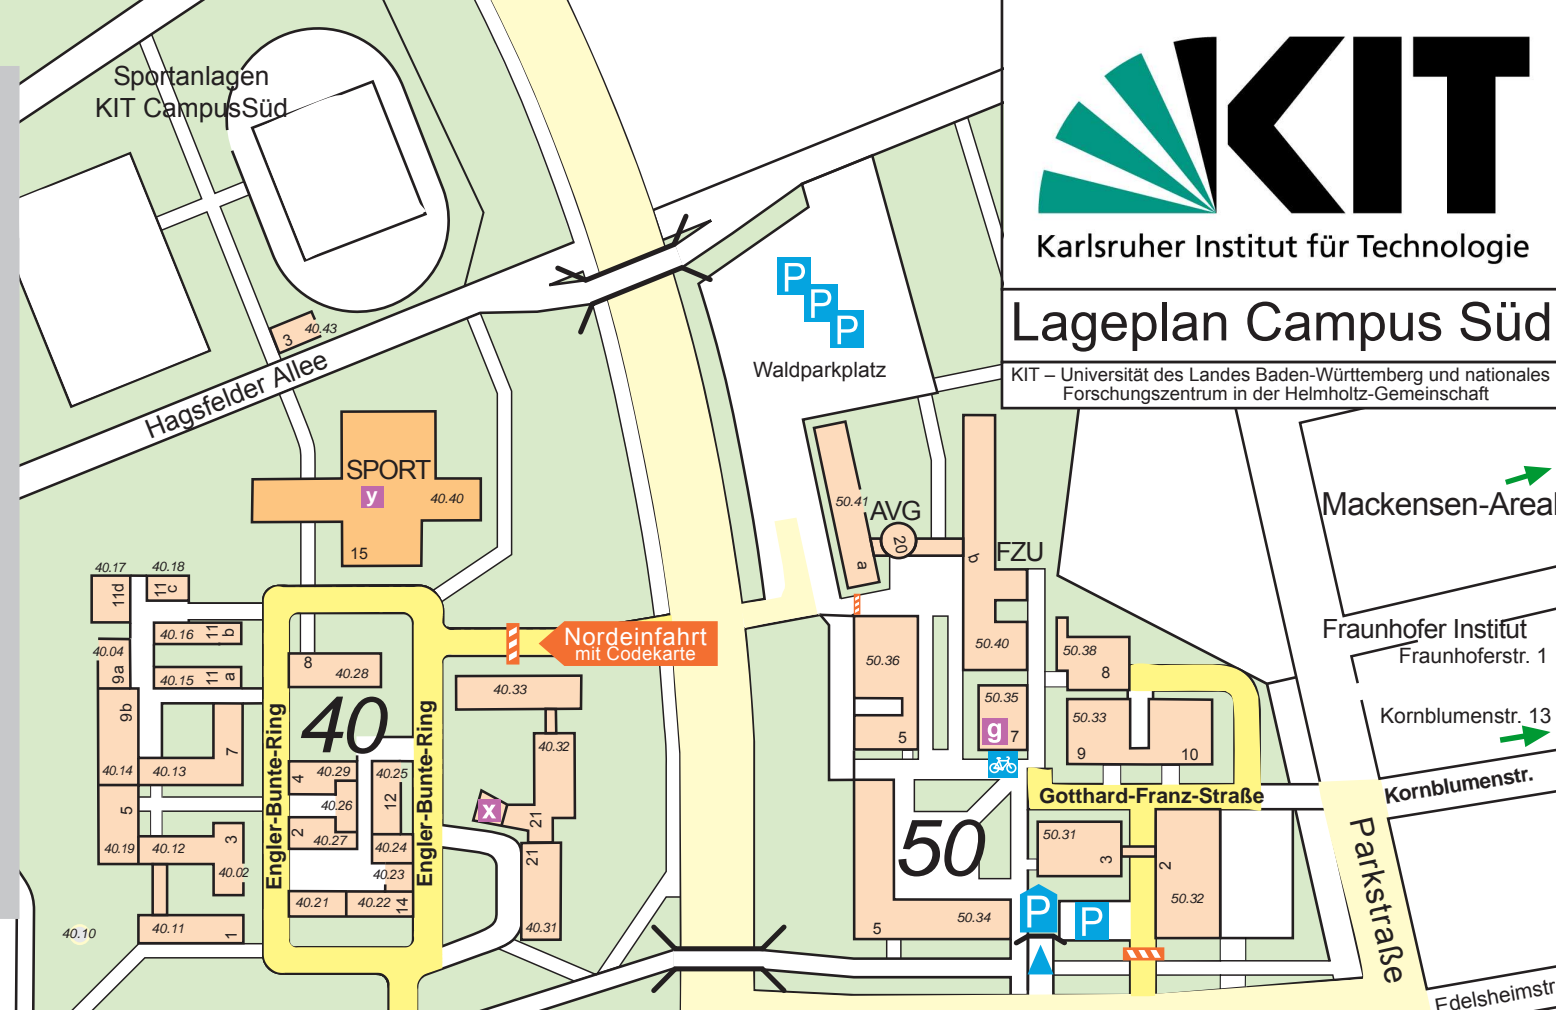 Sportanlagen
KIT CampusSüd
KIT
Karlsruher Institut für Technologie
Lageplan Campus Süd
KIT – Universität des Landes Baden-Württemberg und nationales
Forschungszentrum in der Helmholtz-Gemeinschaft
P
P
P
Waldparkplatz
3
40.43
Hagsfelder Allee
SPORT
y
40.40
15
Mackensen-Areal
50.41
a
AVG
20
b
FZU
50.40
40.17
11d
40.18
11
c
40.16
11
b
40.04
9a
40.15
11
a
8
40.28
Nordeinfahrt
mit Codekarte
40.33
40
9b
7
40.14
40.13
Engler-Bunte-Ring
Engler-Bunte-Ring
4
40.29
40.25
40.26
12
2
40.27
40.24
40.23
40.21
40.22
14
40.32
x
21
21
40.31
5
40.19
40.12
3
40.02
40.11
1
40.10
50.36
5
50.35
g
7
50.38
8
50.33
9
10
Fraunhofer Institut
Fraunhoferstr. 1
Kornblumenstr. 13
Kornblumenstr.
Gotthard-Franz-Straße
50
50.31
3
2
50.32
50.34
5
P
P
Parkstraße
Edelsheimstr